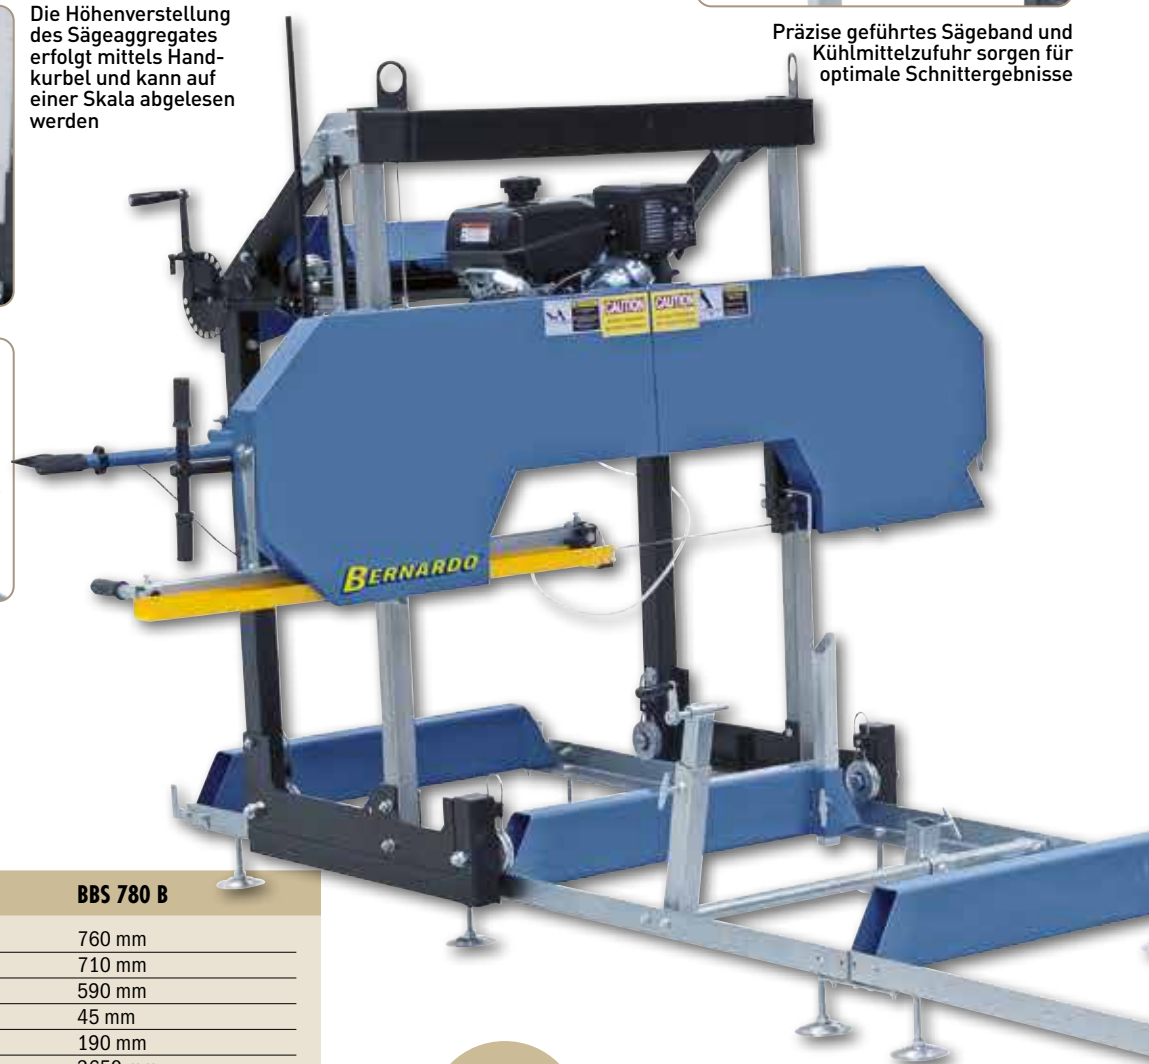 Die Höhenverstellung
des Sägeaggregates
erfolgt mittels Hand-
kurbel und kann auf
einer Skala abgelesen
werden
Präzise geführtes Sägeband und
Kühlmittelzufuhr sorgen für
optimale Schnittergebnisse
CAUTION CAUTION
BERNARDO
BBS 780 B
760 mm
710 mm
590 mm
45 mm
190 mm